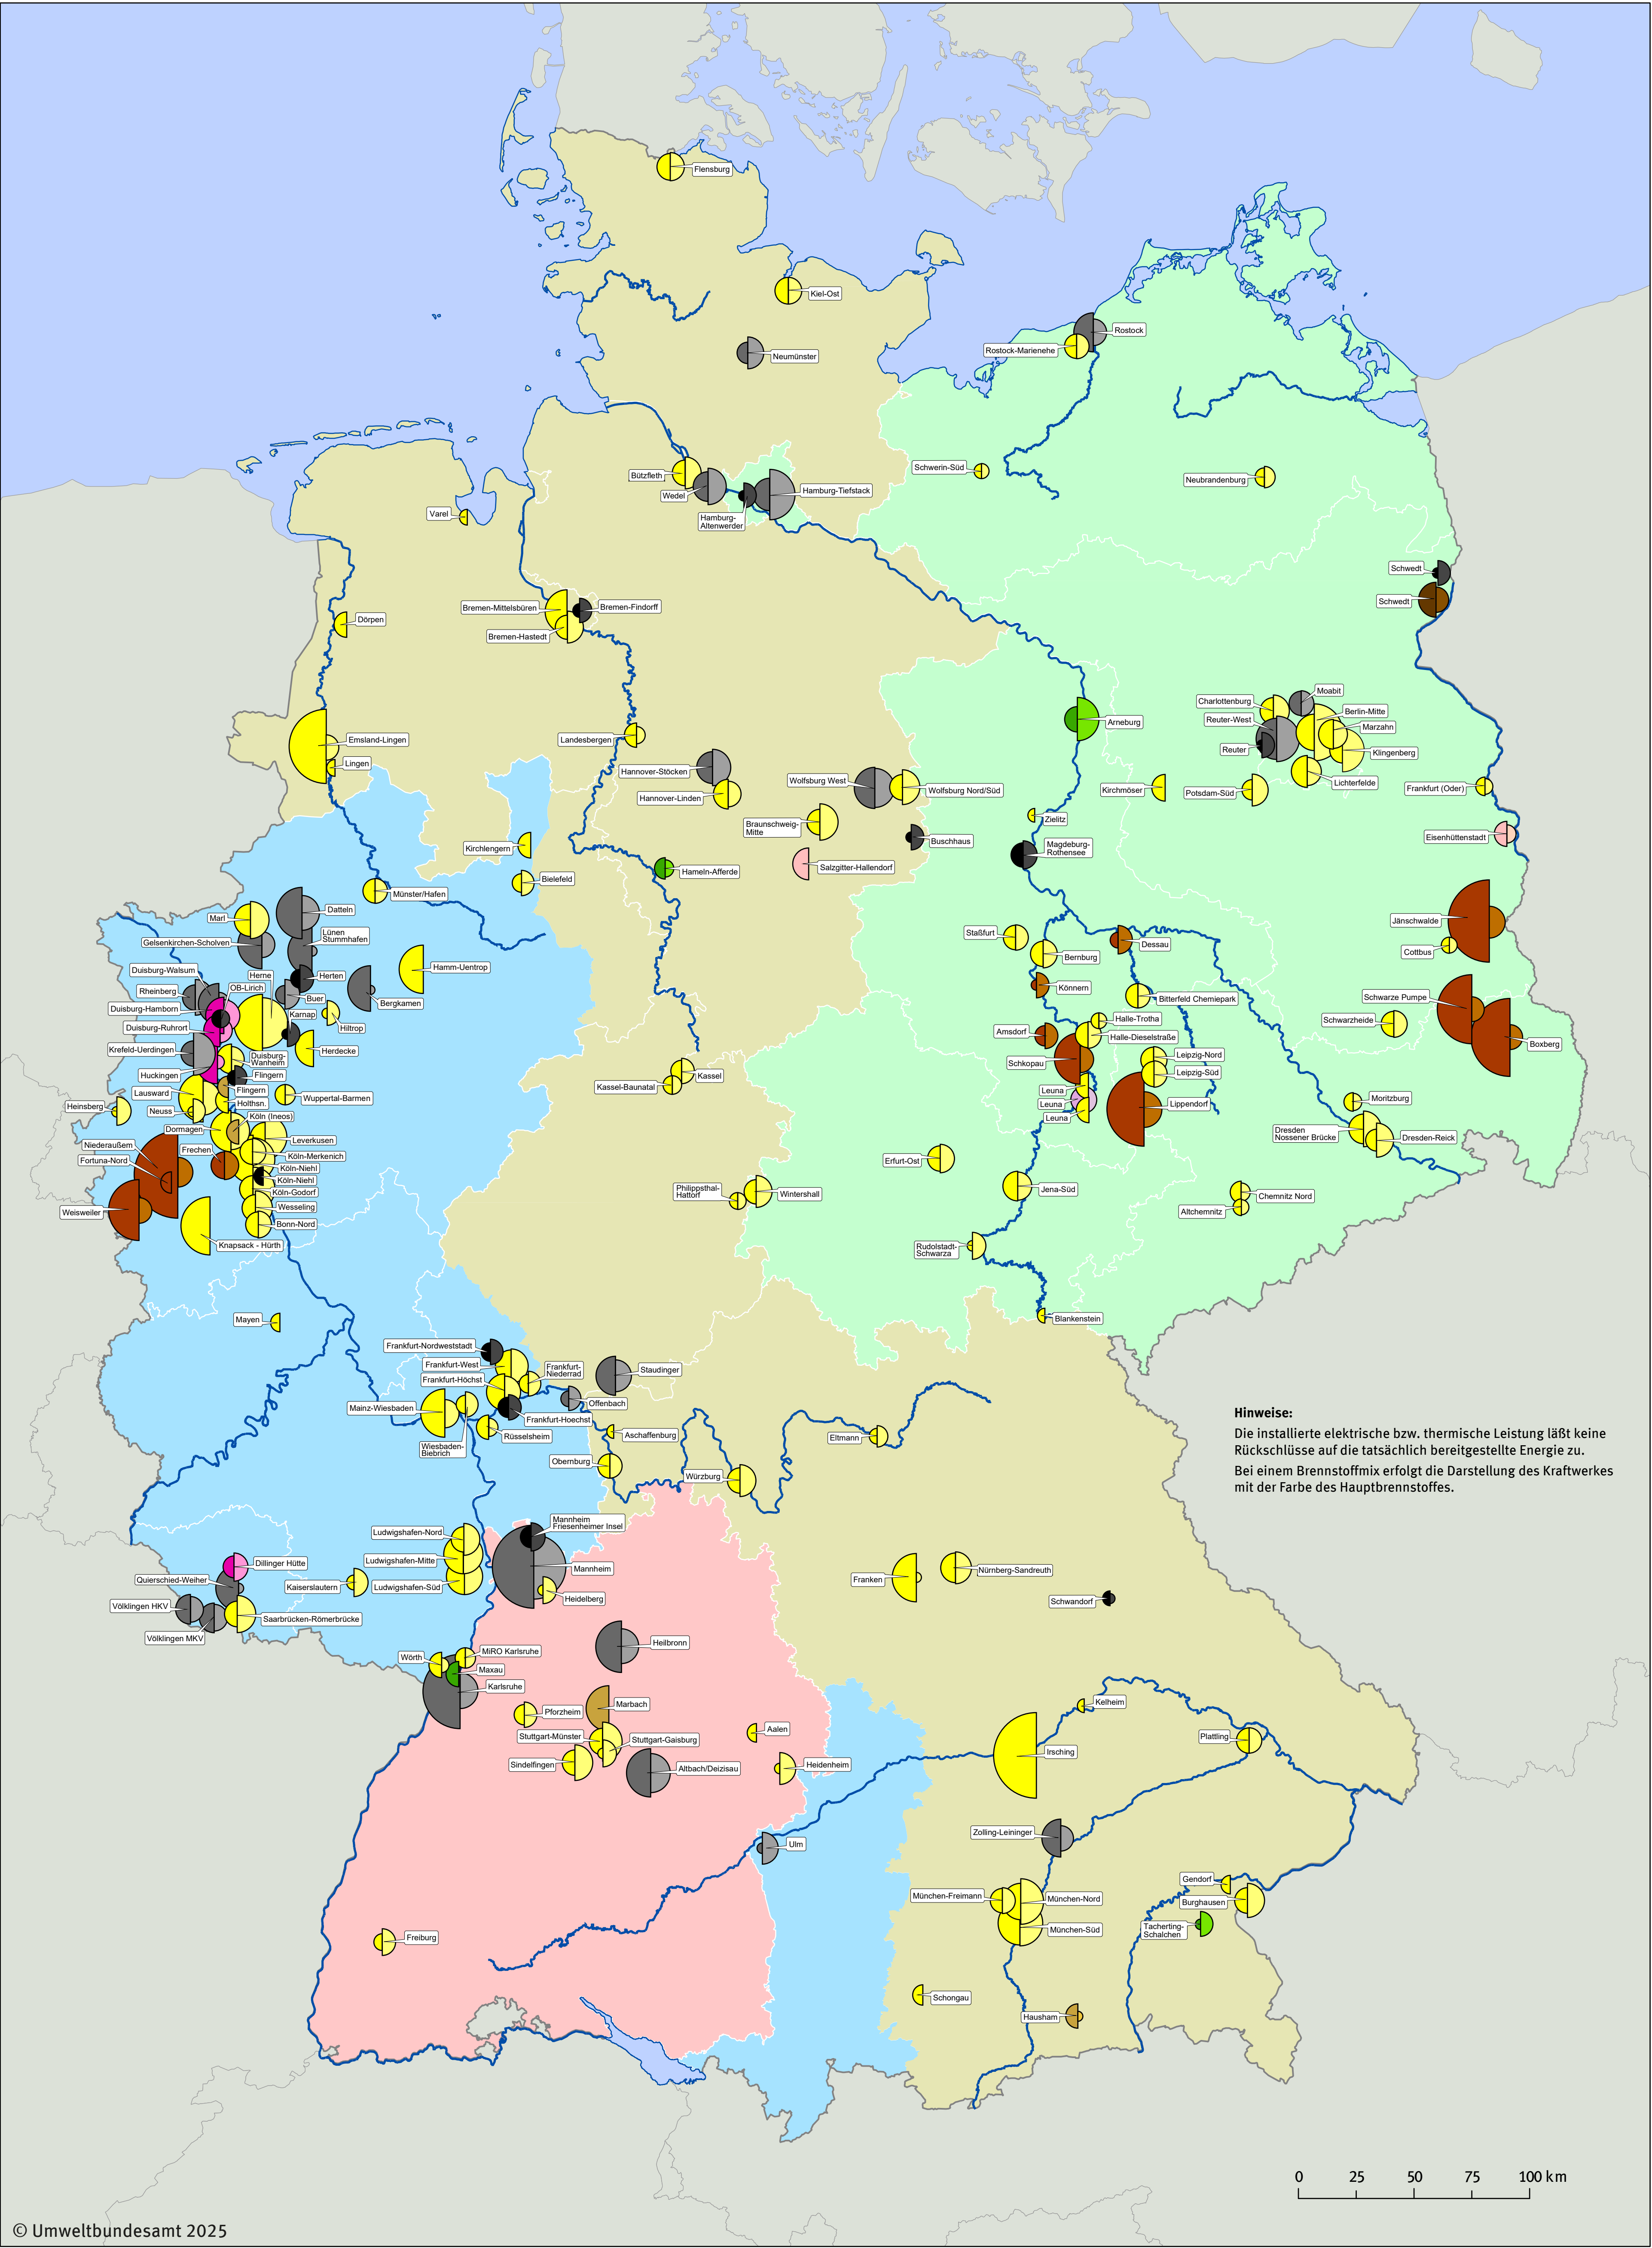 Flensburg
Kiel-Ost
Rostock
Rostock-Marienehe
Neumünster
Schwerin-Süd
Neubrandenburg
Bützfleth
Wedel
Hamburg-Tiefstack
Hamburg-
Altenwerder
Varel
Schwedt
Schwedt
Bremen-Mittelsbüren
Bremen-Findorff
Bremen-Hastedt
Dörpen
Moabit
Charlottenburg
Berlin-Mitte
Reuter-West
Marzahn
Arneburg
Reuter
Klingenberg
Emsland-Lingen
Landesbergen
Lingen
Hannover-Stöcken
Wolfsburg West
Wolfsburg Nord/Süd
Lichterfelde
Kirchmöser
Potsdam-Süd
Frankfurt (Oder)
Hannover-Linden
Zielitz
Braunschweig-
Mitte
Buschhaus
Eisenhüttenstadt
Kirchlengern
Magdeburg-
Rothensee
Salzgitter-Hallendorf
Hameln-Afferde
Bielefeld
Münster/Hafen
Datteln
Marl
Jänschwalde
Lünen
Stummhafen
Gelsenkirchen-Scholven
Staßfurt
Dessau
Cottbus
Bernburg
Duisburg-Walsum
Herne
Herten
Hamm-Uentrop
Rheinberg
OB-Lirich
Buer
Bergkamen
Könnern
Bitterfeld Chemiepark
Schwarze Pumpe
Duisburg-Hamborn
Karnap
Hiltrop
Schwarzheide
Duisburg-Ruhrort
Halle-Trotha
Amsdorf
Halle-Dieselstraße
Boxberg
Krefeld-Uerdingen
Herdecke
Duisburg-
Wanheim
Leipzig-Nord
Schkopau
Leipzig-Süd
Huckingen
Flingern
Kassel
Kassel-Baunatal
Flingern
Lausward
Wuppertal-Barmen
Holthsn.
Leuna
Leuna
Leuna
Lippendorf
Moritzburg
Heinsberg
Neuss
Köln (Ineos)
Dormagen
Leverkusen
Dresden
Nossener Brücke
Dresden-Reick
Niederaußem
Frechen
Köln-Merkenich
Fortuna-Nord
Köln-Niehl
Köln-Niehl
Erfurt-Ost
Köln-Godorf
Jena-Süd
Philippsthal-
Hattorf
Wintershall
Chemnitz Nord
Altchemnitz
Weisweiler
Wesseling
Bonn-Nord
Knapsack - Hürth
Rudolstadt-
Schwarza
Mayen
Blankenstein
Frankfurt-Nordweststadt
Frankfurt-West
Frankfurt-
Niederrad
Staudinger
Frankfurt-Höchst
Offenbach
Mainz-Wiesbaden
Frankfurt-Hoechst
Rüsselsheim
Wiesbaden-
Biebrich
Aschaffenburg
Eltmann
Obernburg
Würzburg
Hinweise:
Die installierte elektrische bzw. thermische Leistung läßt keine
Rückschlüsse auf die tatsächlich bereitgestellte Energie zu.
Bei einem Brennstoffmix erfolgt die Darstellung des Kraftwerkes
mit der Farbe des Hauptbrennstoffes.
Mannheim
Friesenheimer Insel
Ludwigshafen-Nord
Ludwigshafen-Mitte
Mannheim
Dillinger Hütte
Quierschied-Weiher
Kaiserslautern
Ludwigshafen-Süd
Heidelberg
Franken
Nürnberg-Sandreuth
Schwandorf
Völklingen HKV
Saarbrücken-Römerbrücke
Völklingen MKV
Heilbronn
MiRO Karlsruhe
Wörth
Maxau
Karlsruhe
Marbach
Pforzheim
Kelheim
Aalen
Stuttgart-Münster
Stuttgart-Gaisburg
Plattling
Sindelfingen
Altbach/Deizisau
Heidenheim
Irsching
Zolling-Leininger
Ulm
Gendorf
München-Freimann
München-Nord
Burghausen
München-Süd
Tacherting-
Schalchen
Freiburg
Schongau
Hausham
0 25 50 75 100 km
© Umweltbundesamt 2025